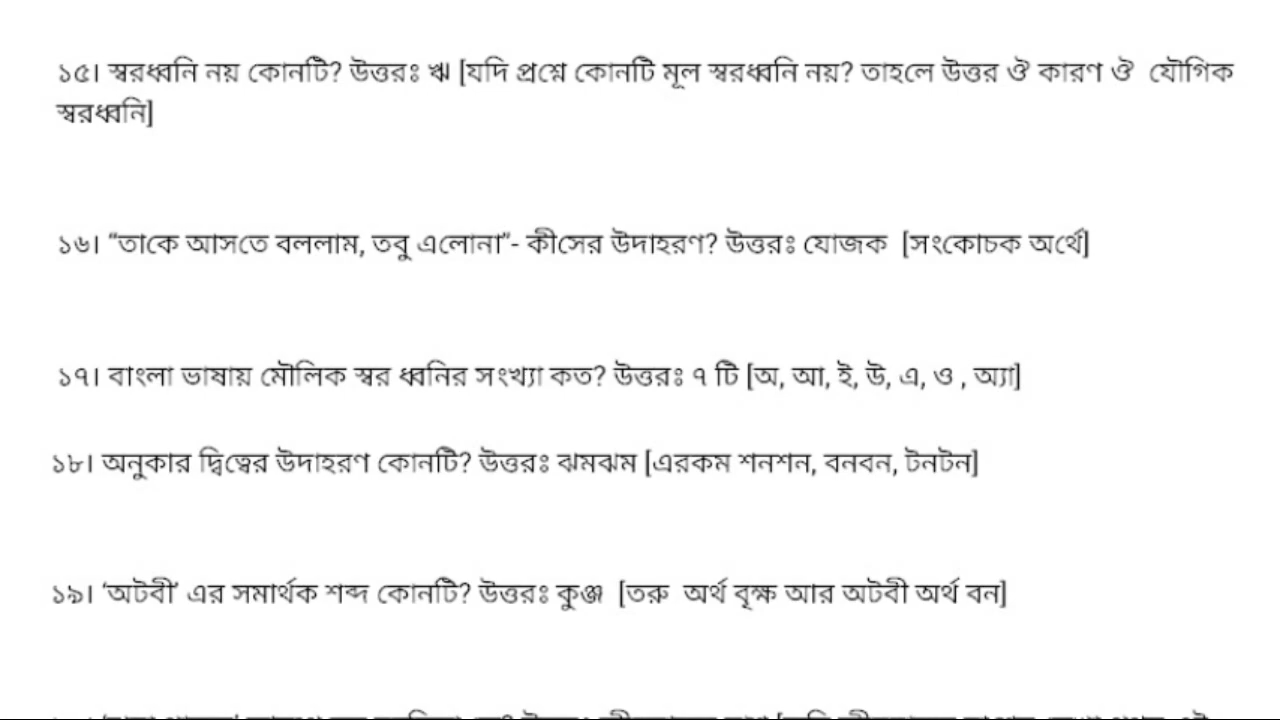 ১৫। স্বরধ্বনি নয় কোনটি? উত্তরঃ ঋ [যদি প্রশ্নে কোনটি মূল স্বরধ্বনি নয়? তাহলে উত্তর ঔ কারণ ঔ যৌগিক
স্বরধ্বনি]
১৬। “তাকে আসতে বললাম, তবু এলোনা”- কীসের উদাহরণ? উত্তরঃ যোজক [সংকোচক অর্থে]
১৭। বাংলা ভাষায় মৌলিক স্বর ধ্বনির সংখ্যা কত? উত্তরঃ ৭ টি [অ, আ, ই, উ, এ, ও , অ্যা]
১৮। অনুকার দ্বিত্বের উদাহরণ কোনটি? উত্তরঃ ঝমঝম [এরকম শনশন, বনবন, টনটন]
১৯। ‘অটবী’ এর সমার্থক শব্দ কোনটি? উত্তরঃ কুঞ্জ [তরু অর্থ বৃক্ষ আর অটবী অর্থ বন]